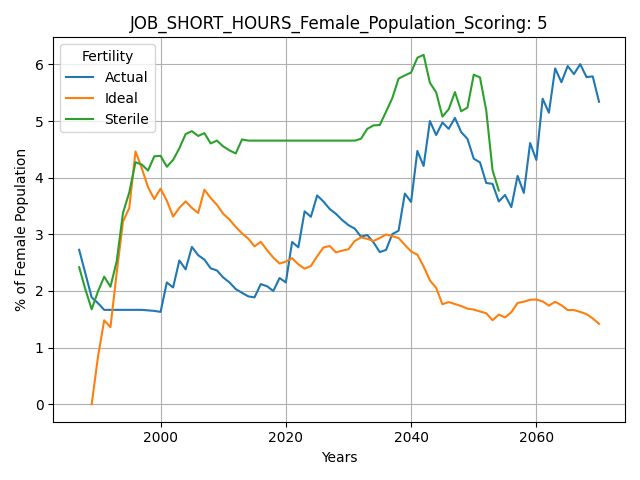 JOB_SHORT_HOURS_Female_Population_Scoring: 5
Fertility
Actual
Ideal
Sterile
% of Female Population
6
5
4
3
2
1
0
2000 2020 2040 2060
Years